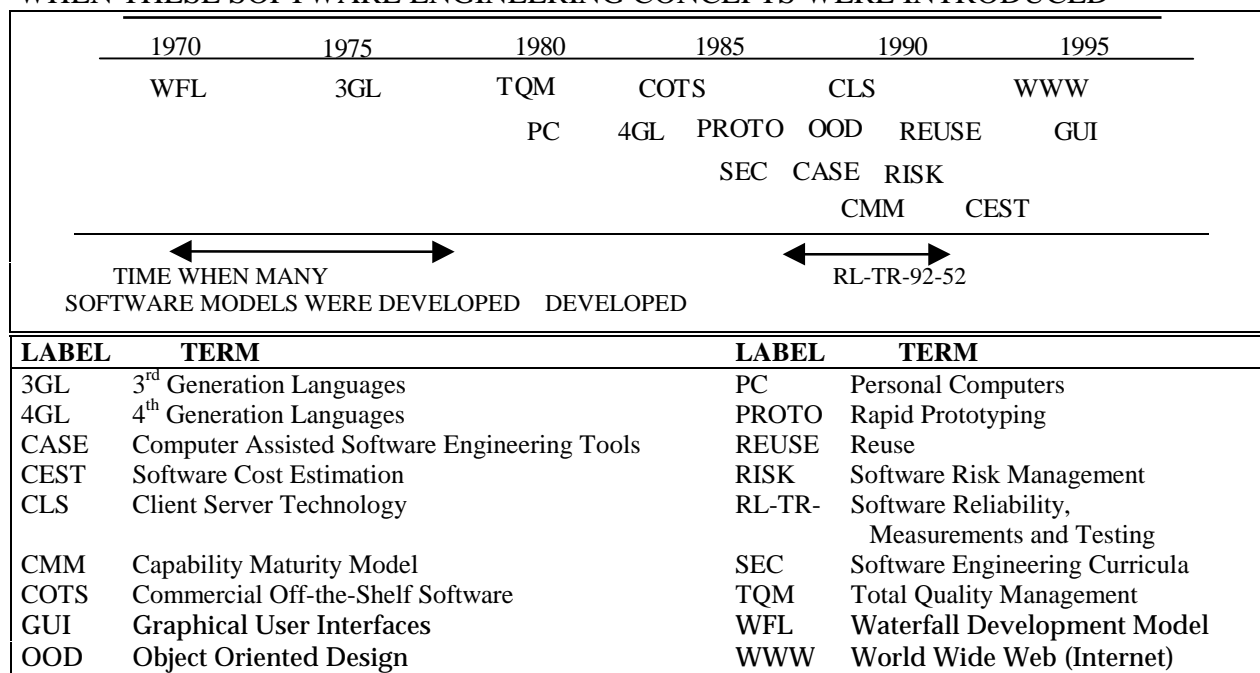 WHEN THESE SOFTWARE ENGINEERING CONCEPTS WERE INTRODUCED
1970 1975 1980 1985 1990 1995
WFL 3GL TQM COTS CLS WWW
PC 4GL PROTO OOD REUSE GUI
SEC CASE RISK
CMM CEST
TIME WHEN MANY RL-TR-92-52
SOFTWARE MODELS WERE DEVELOPED DEVELOPED
LABEL TERM LABEL TERM
3GL 3rd Generation Languages PC Personal Computers
4GL 4th Generation Languages PROTO Rapid Prototyping
CASE Computer Assisted Software Engineering Tools REUSE Reuse
CEST Software Cost Estimation RISK Software Risk Management
CLS Client Server Technology RL-TR- Software Reliability,
Measurements and Testing
CMM Capability Maturity Model SEC Software Engineering Curricula
COTS Commercial Off-the-Shelf Software TQM Total Quality Management
GUI Graphical User Interfaces WFL Waterfall Development Model
OOD Object Oriented Design WWW World Wide Web (Internet)